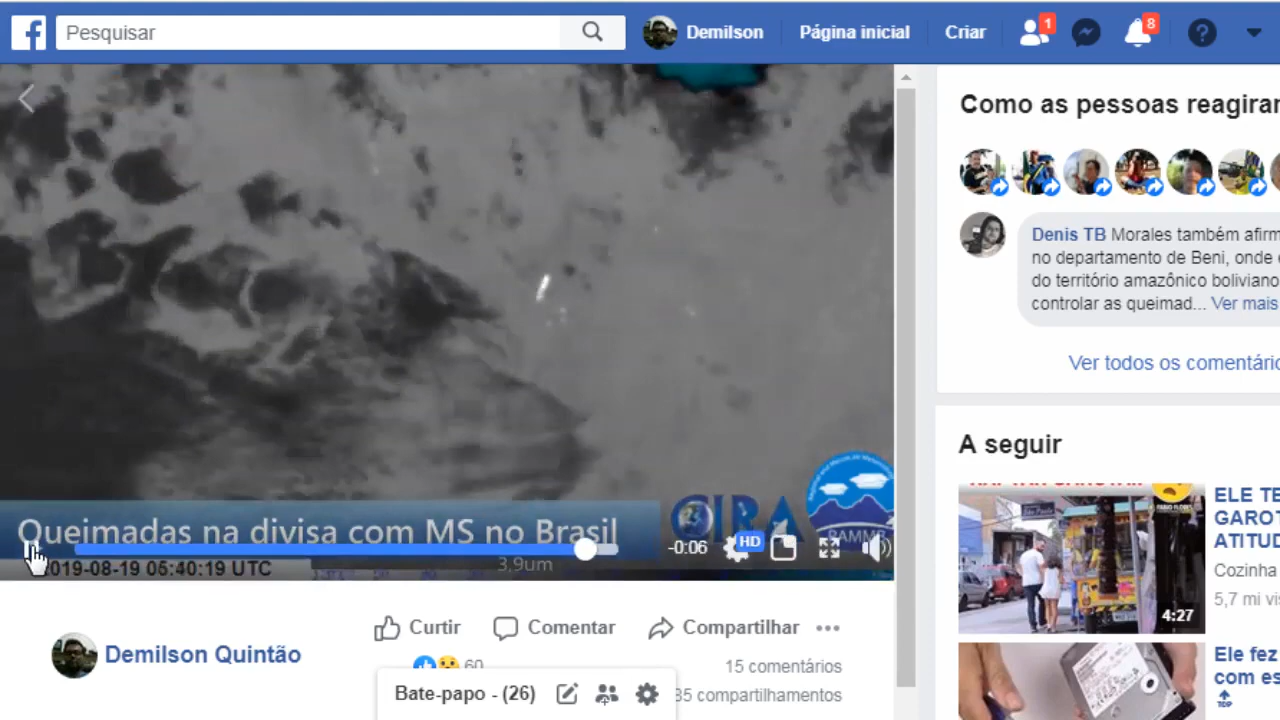 Pesquisar
Demilson
Página inicial
Criar
1
8
Como as pessoas reagiram
Denis TB Morales também afirm
no departamento de Beni, onde
do território amazônico boliviano
controlar as queimad... Ver mais
Ver todos os comentário
A seguir
ELE TE
GAROT
ATITUD
Cozinha
5,7 mi vis
4:27
Ele fez
com es
TOP
CIRA
RAMMB
Queimadas na divisa com MS no Brasil
-0:06
HD
3,9um
2019-08-19 05:40:19 UTC
Demilson Quintão
Curtir
Comentar
Compartilhar
60
15 comentários
35 compartilhamentos
Bate-papo - (26)